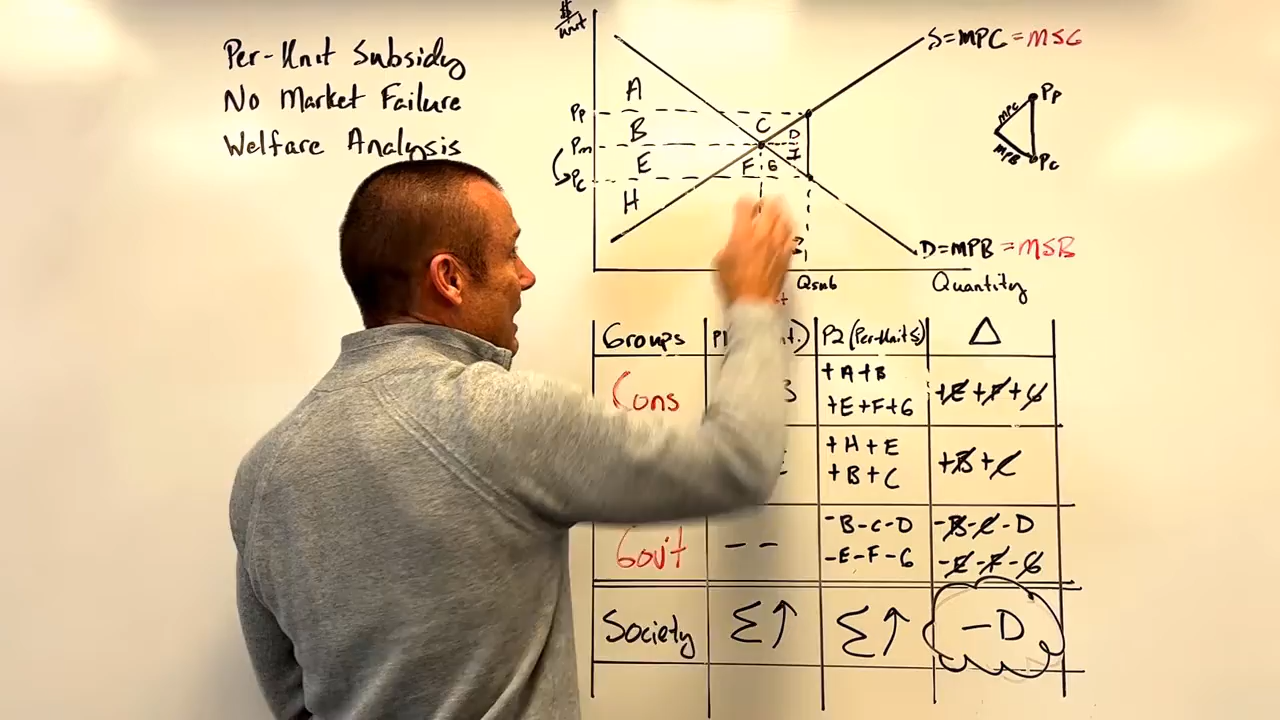 Per-Unit Subsidy
No Market Failure
Welfare Analysis
$
unit
Pp
Pm
Pc
A
B
C
D
E
F
G
I
H
S=MPC=MSC
D=MPB=MSB
Qsub
Quantity
MPC
Pp
MPB
Pc
Groups
P2 (Per-Unit S)
△
Cons
+A+B
+E+F+G
+E+F+G
+H+E
+B+C
+B+C
Gov't
--
-B-C-D
-E-F-G
-B-C-D
-E-F-G
Society
Σ↑
Σ↑
-D